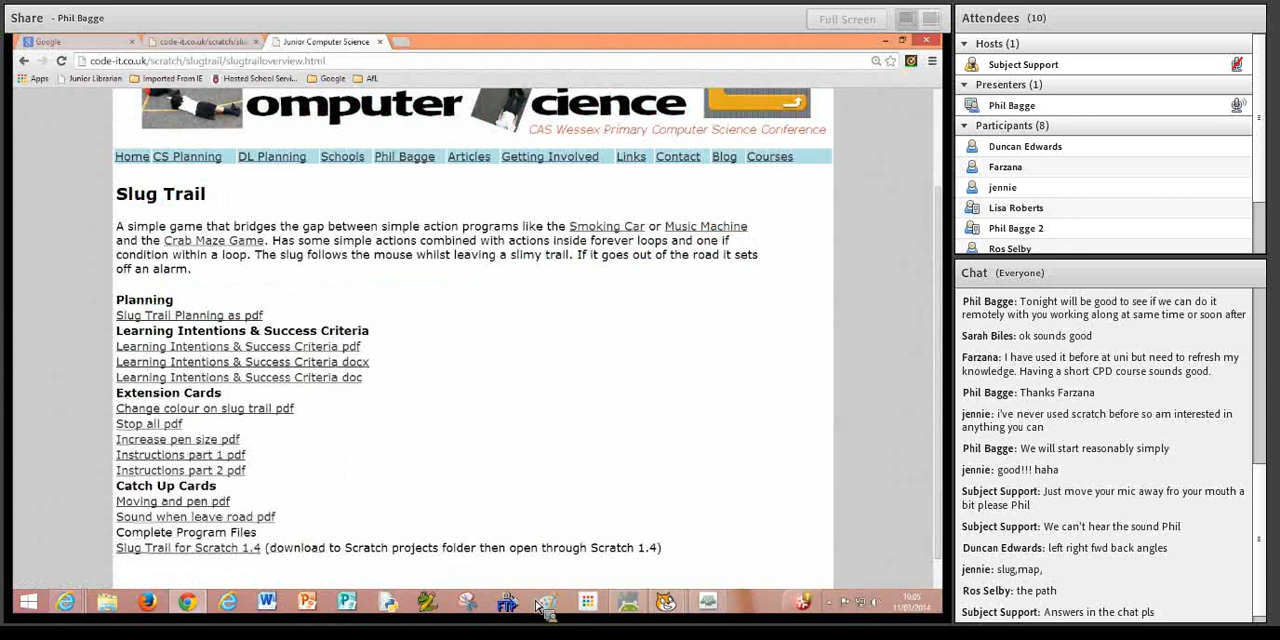 Share - Phil Bagge
Full Screen
Google
code-it.co.uk/scratch/slu
Junior Computer Science
code-it.co.uk/scratch/slugtrail/slugtrailoverview.html
Apps
Junior Librarian
Imported From IE
Hosted School Servi...
Google
AfL
omputer cience
CAS Wessex Primary Computer Science Conference
Home CS Planning DL Planning Schools Phil Bagge Articles Getting Involved Links Contact Blog Courses
Slug Trail
A simple game that bridges the gap between simple action programs like the Smoking Car or Music Machine
and the Crab Maze Game. Has some simple actions combined with actions inside forever loops and one if
condition within a loop. The slug follows the mouse whilst leaving a slimy trail. If it goes out of the road it sets
off an alarm.
Planning
Slug Trail Planning as pdf
Learning Intentions & Success Criteria
Learning Intentions & Success Criteria pdf
Learning Intentions & Success Criteria docx
Learning Intentions & Success Criteria doc
Extension Cards
Change colour on slug trail pdf
Stop all pdf
Increase pen size pdf
Instructions part 1 pdf
Instructions part 2 pdf
Catch Up Cards
Moving and pen pdf
Sound when leave road pdf
Complete Program Files
Slug Trail for Scratch 1.4 (download to Scratch projects folder then open through Scratch 1.4)
FTP
19:05
11/03/2014
Attendees (10)
Hosts (1)
Subject Support
Presenters (1)
Phil Bagge
Participants (8)
Duncan Edwards
Farzana
jennie
Lisa Roberts
Phil Bagge 2
Ros Selby
Chat (Everyone)
Phil Bagge: Tonight will be good to see if we can do it
remotely with you working along at same time or soon after
Sarah Biles: ok sounds good
Farzana: I have used it before at uni but need to refresh my
knowledge. Having a short CPD course sounds good.
Phil Bagge: Thanks Farzana
jennie: i've never used scratch before so am interested in
anything you can
Phil Bagge: We will start reasonably simply
jennie: good!!! haha
Subject Support: Just move your mic away fro your mouth a
bit please Phil
Subject Support: We can't hear the sound Phil
Duncan Edwards: left right fwd back angles
jennie: slug,map,
Ros Selby: the path
Subject Support: Answers in the chat pls